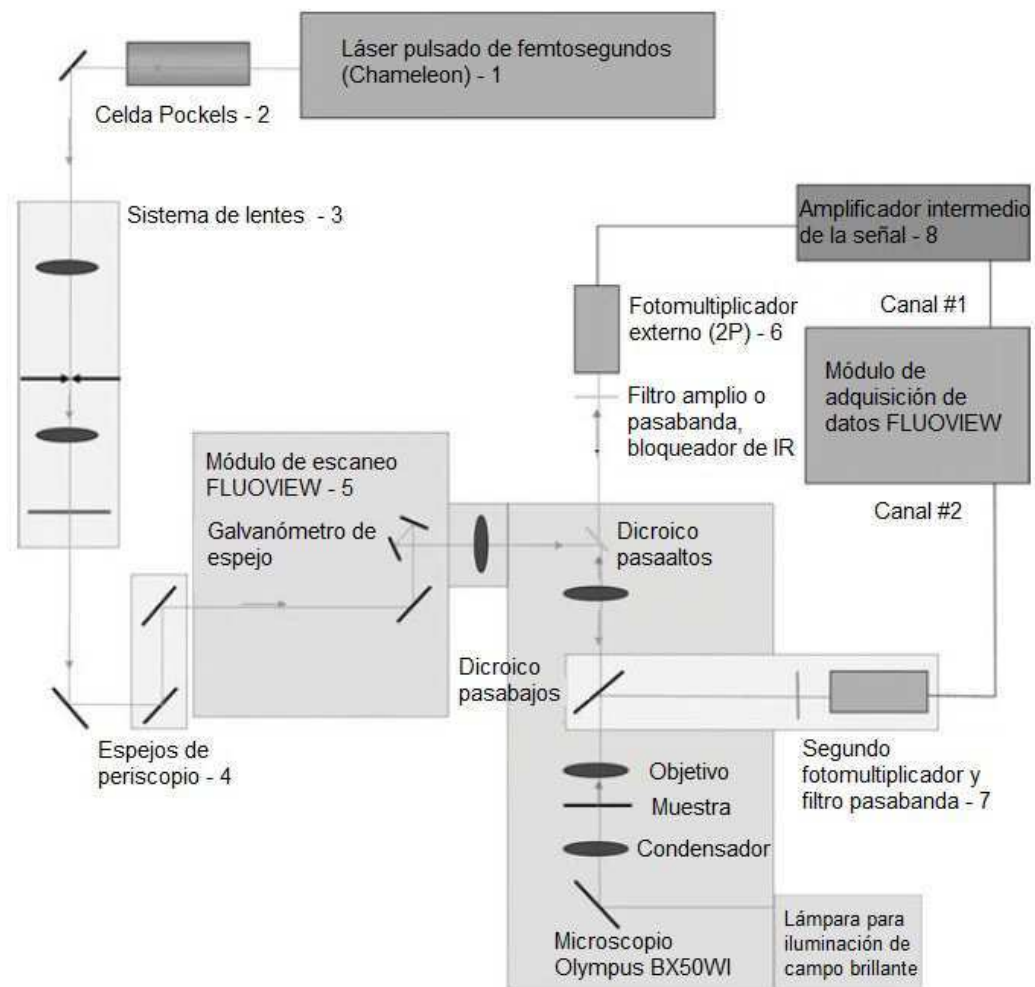 Láser pulsado de femtosegundos
(Chameleon) - 1
Celda Pockels - 2
Sistema de lentes - 3
Amplificador intermedio
de la señal - 8
Canal #1
Fotomultiplicador
externo (2P) - 6
Módulo de
adquisición de
datos FLUOVIEW
Filtro amplio o
pasabanda,
bloqueador de IR
Módulo de escaneo
FLUOVIEW - 5
Canal #2
Galvanómetro de
espejo
Dicroico
pasaaltos
Dicroico
pasabajos
Espejos de
periscopio - 4
Segundo
fotomultiplicador y
filtro pasabanda - 7
Objetivo
Muestra
Condensador
Microscopio
Olympus BX50WI
Lámpara para
iluminación de
campo brillante